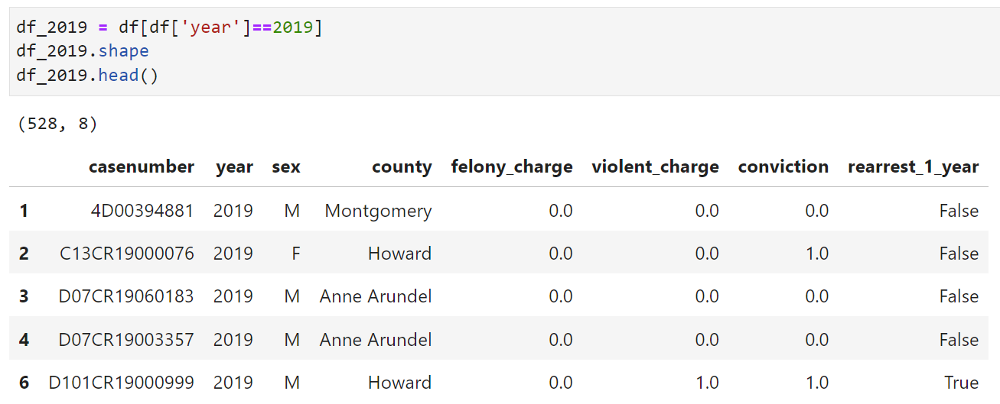 df_2019 = df[df['year']==2019]
df_2019.shape
df_2019.head()
(528, 8)
casenumber year sex county felony_charge violent_charge conviction rearrest_1_year
1 4D00394881 2019 M Montgomery 0.0 0.0 0.0 False
2 C13CR19000076 2019 F Howard 0.0 0.0 1.0 False
3 D07CR19060183 2019 M Anne Arundel 0.0 0.0 0.0 False
4 D07CR19003357 2019 M Anne Arundel 0.0 0.0 0.0 False
6 D101CR19000999 2019 M Howard 0.0 1.0 1.0 True